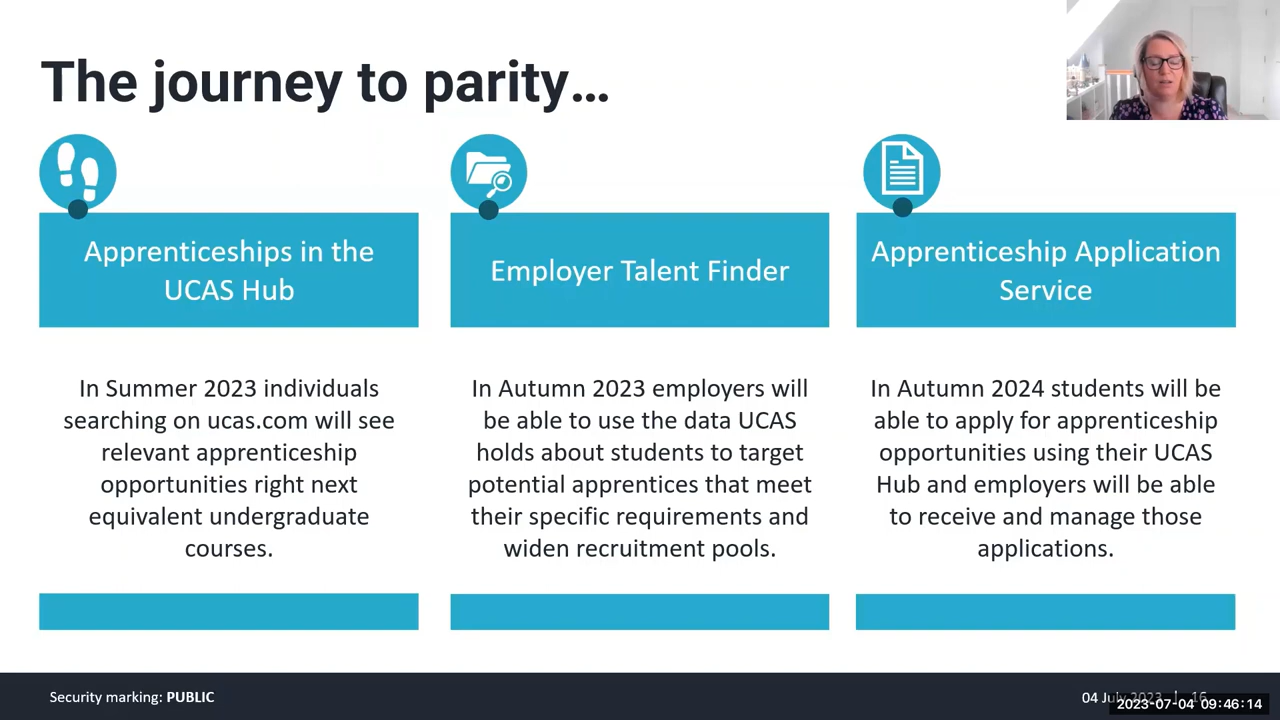 The journey to parity...
Apprenticeships in the
UCAS Hub
In Summer 2023 individuals
searching on ucas.com will see
relevant apprenticeship
opportunities right next
equivalent undergraduate
courses.
Employer Talent Finder
In Autumn 2023 employers will
be able to use the data UCAS
holds about students to target
potential apprentices that meet
their specific requirements and
widen recruitment pools.
Apprenticeship Application
Service
In Autumn 2024 students will be
able to apply for apprenticeship
opportunities using their UCAS
Hub and employers will be able
to receive and manage those
applications.
Security marking: PUBLIC
04 July 2023 | 16
2023-07-04 09:46:14